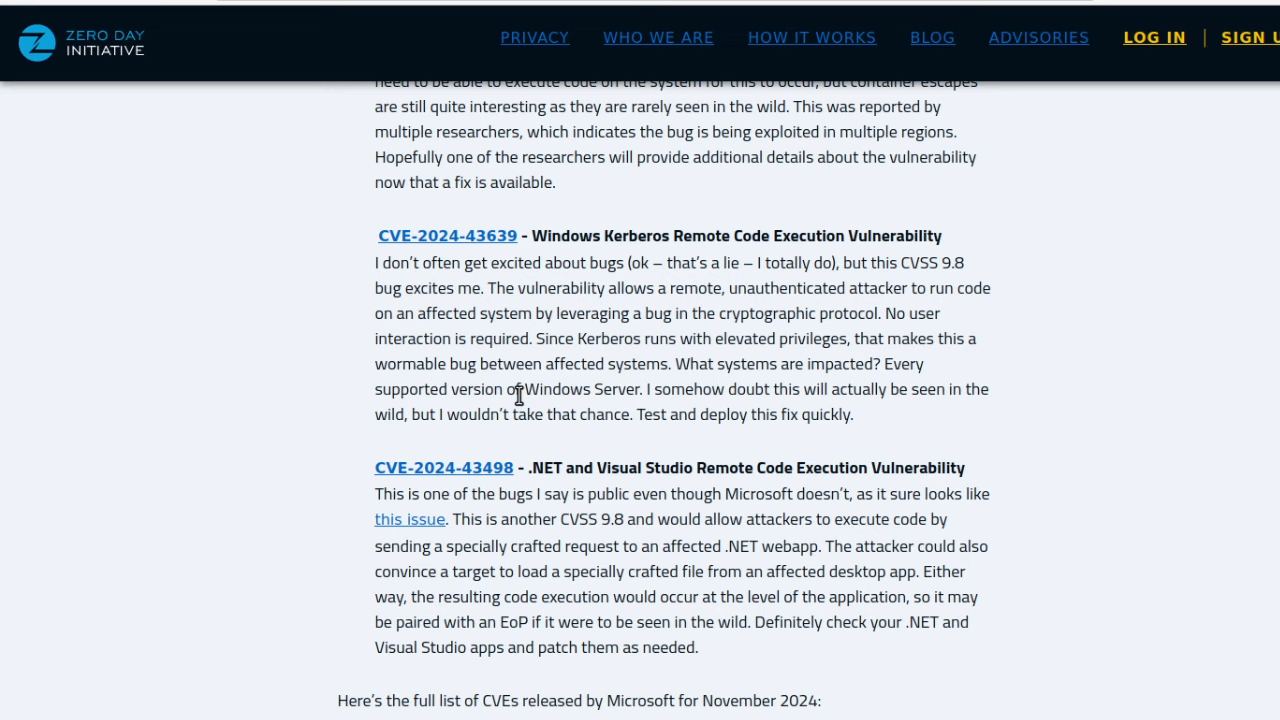 ZERO DAY
INITIATIVE
PRIVACY WHO WE ARE HOW IT WORKS BLOG ADVISORIES LOG IN | SIGN U
need to be able to execute code on the system for this to occur, but container escapes
are still quite interesting as they are rarely seen in the wild. This was reported by
multiple researchers, which indicates the bug is being exploited in multiple regions.
Hopefully one of the researchers will provide additional details about the vulnerability
now that a fix is available.
CVE-2024-43639 - Windows Kerberos Remote Code Execution Vulnerability
I don’t often get excited about bugs (ok – that’s a lie – I totally do), but this CVSS 9.8
bug excites me. The vulnerability allows a remote, unauthenticated attacker to run code
on an affected system by leveraging a bug in the cryptographic protocol. No user
interaction is required. Since Kerberos runs with elevated privileges, that makes this a
wormable bug between affected systems. What systems are impacted? Every
supported version of Windows Server. I somehow doubt this will actually be seen in the
wild, but I wouldn’t take that chance. Test and deploy this fix quickly.
CVE-2024-43498 - .NET and Visual Studio Remote Code Execution Vulnerability
This is one of the bugs I say is public even though Microsoft doesn’t, as it sure looks like
this issue. This is another CVSS 9.8 and would allow attackers to execute code by
sending a specially crafted request to an affected .NET webapp. The attacker could also
convince a target to load a specially crafted file from an affected desktop app. Either
way, the resulting code execution would occur at the level of the application, so it may
be paired with an EoP if it were to be seen in the wild. Definitely check your .NET and
Visual Studio apps and patch them as needed.
Here’s the full list of CVEs released by Microsoft for November 2024: